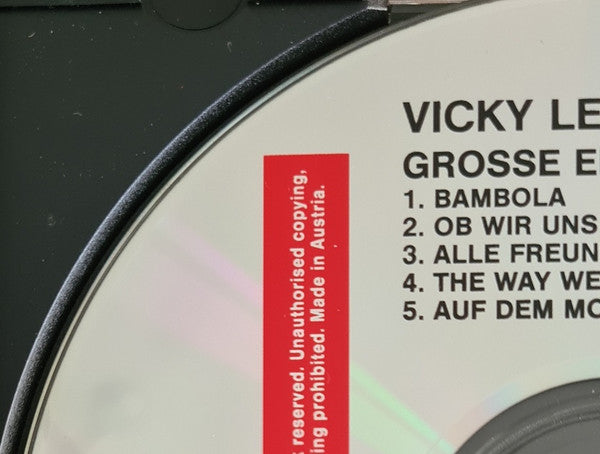 VICKY LE
GROSSE E
1. BAMBOLA
2. OB WIR UNS
3. ALLE FREUN
4. THE WAY WE
5. AUF DEM MO
reserved. Unauthorised copying,
ing prohibited. Made in Austria.